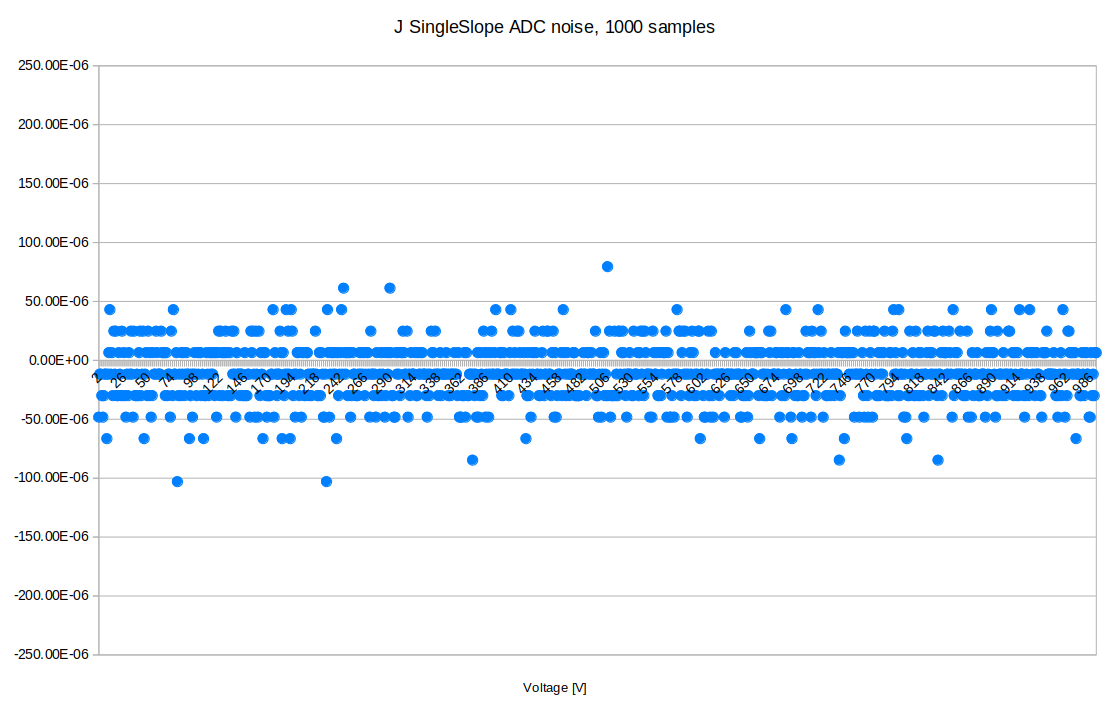 J SingleSlope ADC noise, 1000 samples
250.00E-06
200.00E-06
150.00E-06
100.00E-06
50.00E-06
0.00E+00
2 26 50 74 98 122 146 170 194 218 242 266 290 314 338 362 386 410 434 458 482 506 530 554 578 602 626 650 674 698 722 746 770 794 818 842 866 890 914 938 962 986
-50.00E-06
-100.00E-06
-150.00E-06
-200.00E-06
-250.00E-06
Voltage [V]